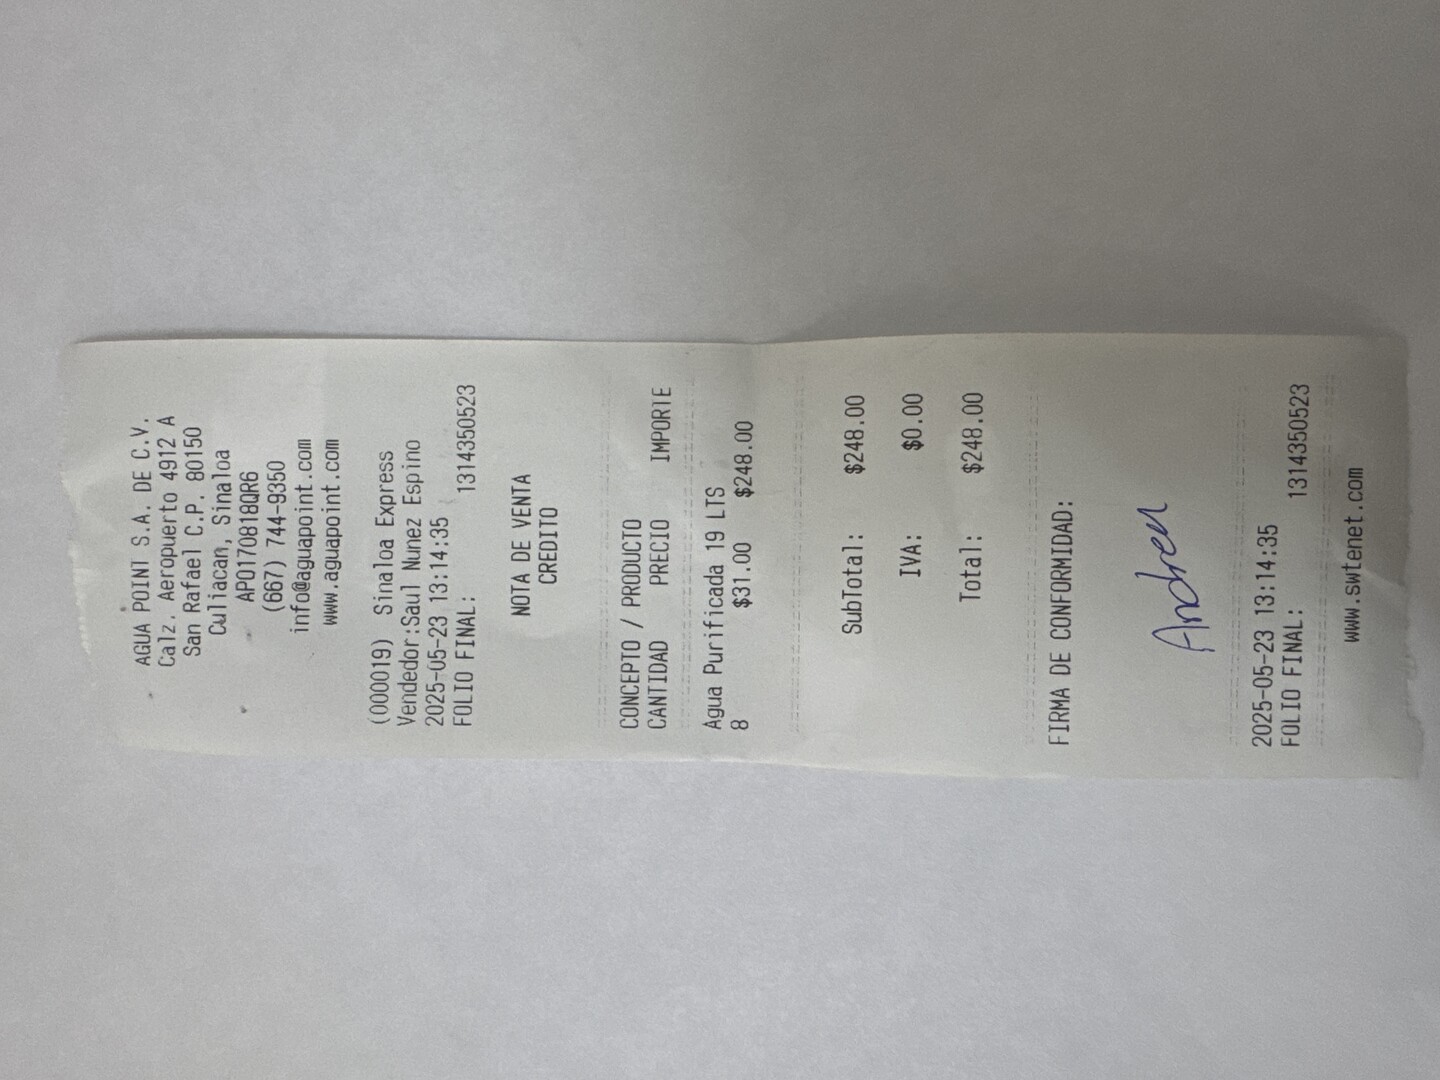 AGUA POINT S.A. DE C.V.
Calz. Aeropuerto 4912 A
San Rafael C.P. 80150
Culiacan, Sinaloa
APO170818QR6
(667) 744-9350
info@aguapoint.com
www.aguapoint.com
(000019) Sinaloa Express
Vendedor:Saul Nunez Espino
2025-05-23 13:14:35
FOLIO FINAL: 1314350523
NOTA DE VENTA
CREDITO
CONCEPTO / PRODUCTO
CANTIDAD PRECIO IMPORTE
Agua Purificada 19 LTS
8 $31.00 $248.00
SubTotal: $248.00
IVA: $0.00
Total: $248.00
FIRMA DE CONFORMIDAD:
Andrea
2025-05-23 13:14:35
FOLIO FINAL: 1314350523
www.swtenet.com